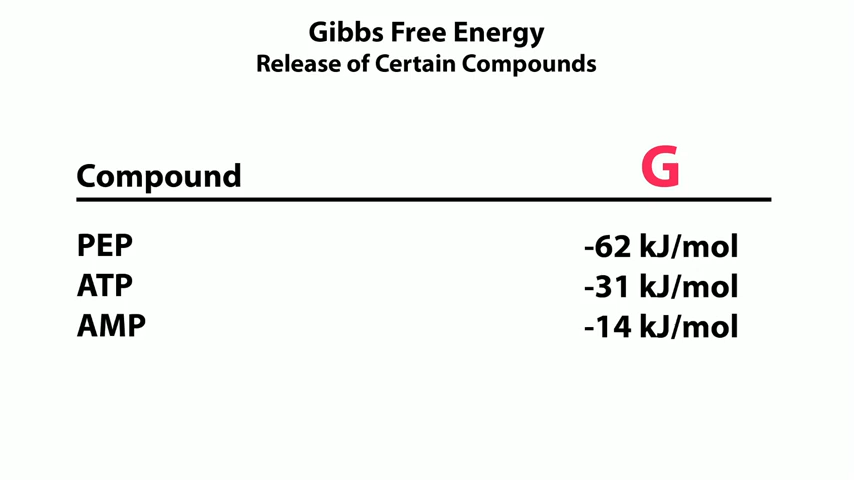 Gibbs Free Energy
Release of Certain Compounds
Compound G
PEP -62 kJ/mol
ATP -31 kJ/mol
AMP -14 kJ/mol